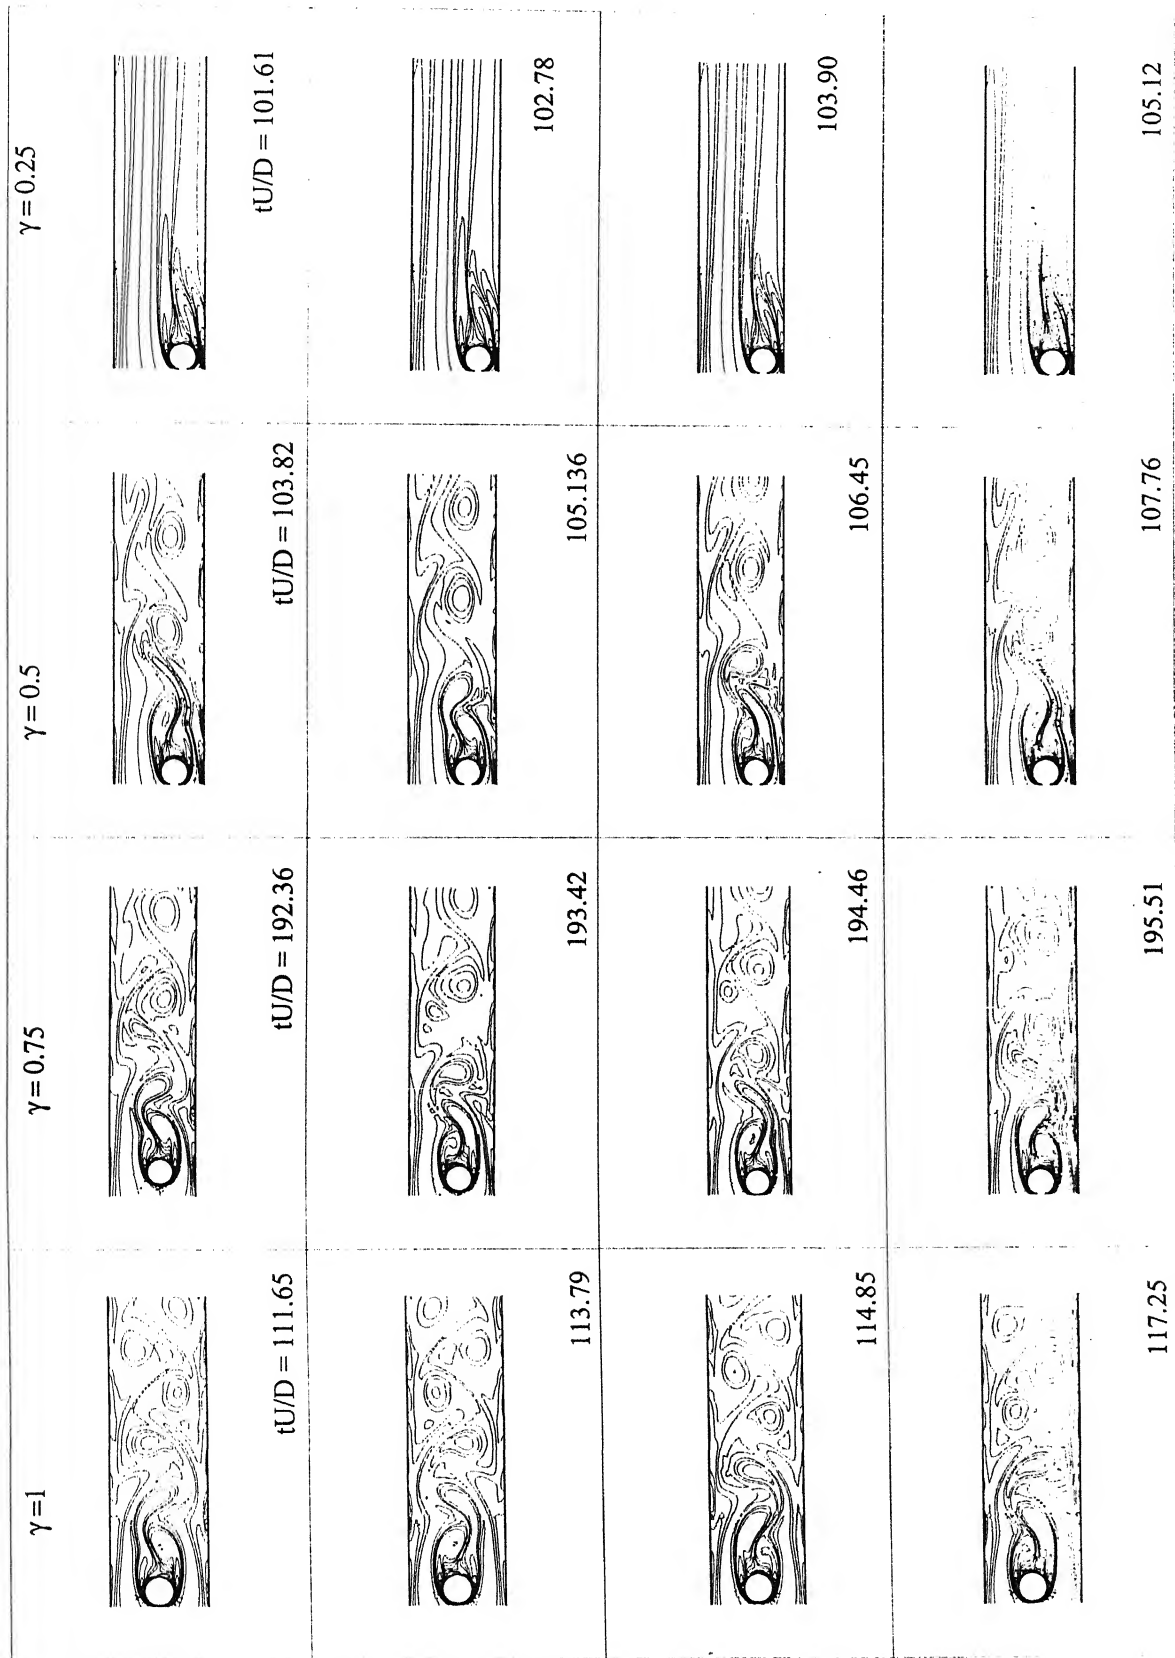 γ=1
tU/D = 111.65
113.79
114.85
117.25
γ = 0.75
tU/D = 192.36
193.42
194.46
195.51
γ = 0.5
tU/D = 103.82
105.136
106.45
107.76
γ = 0.25
tU/D = 101.61
102.78
103.90
105.12